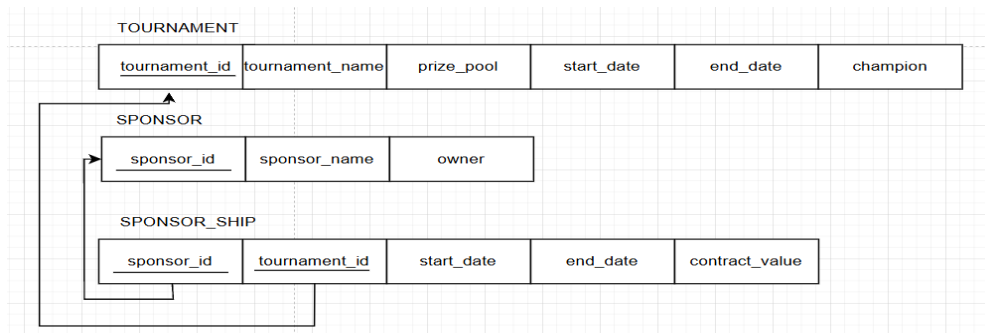 TOURNAMENT
tournament_id tournament_name prize_pool start_date end_date champion
SPONSOR
sponsor_id sponsor_name owner
SPONSOR_SHIP
sponsor_id tournament_id start_date end_date contract_value